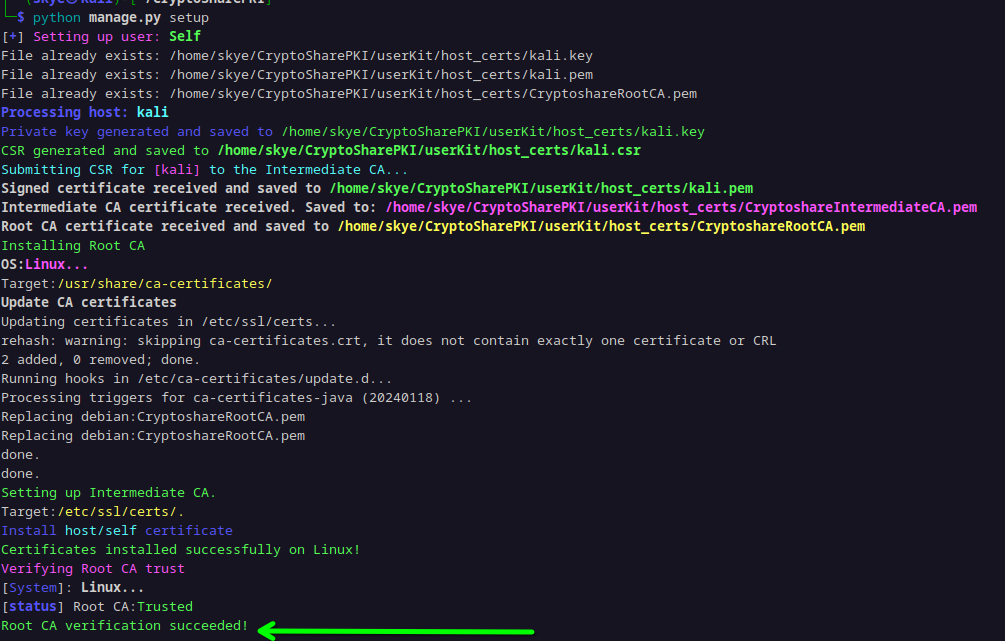 └─$ python manage.py setup
[+] Setting up user: Self
File already exists: /home/skye/CryptoSharePKI/userKit/host_certs/kali.key
File already exists: /home/skye/CryptoSharePKI/userKit/host_certs/kali.pem
File already exists: /home/skye/CryptoSharePKI/userKit/host_certs/CryptoshareRootCA.pem
Processing host: kali
Private key generated and saved to /home/skye/CryptoSharePKI/userKit/host_certs/kali.key
CSR generated and saved to /home/skye/CryptoSharePKI/userKit/host_certs/kali.csr
Submitting CSR for [kali] to the Intermediate CA...
Signed certificate received and saved to /home/skye/CryptoSharePKI/userKit/host_certs/kali.pem
Intermediate CA certificate received. Saved to: /home/skye/CryptoSharePKI/userKit/host_certs/CryptoshareIntermediateCA.pem
Root CA certificate received and saved to /home/skye/CryptoSharePKI/userKit/host_certs/CryptoshareRootCA.pem
Installing Root CA
OS:Linux...
Target:/usr/share/ca-certificates/
Update CA certificates
Updating certificates in /etc/ssl/certs...
rehash: warning: skipping ca-certificates.crt, it does not contain exactly one certificate or CRL
2 added, 0 removed; done.
Running hooks in /etc/ca-certificates/update.d...
Processing triggers for ca-certificates-java (20240118) ...
Replacing debian:CryptoshareRootCA.pem
Replacing debian:CryptoshareRootCA.pem
done.
done.
Setting up Intermediate CA.
Target:/etc/ssl/certs/.
Install host/self certificate
Certificates installed successfully on Linux!
Verifying Root CA trust
[System]: Linux...
[status] Root CA:Trusted
Root CA verification succeeded!